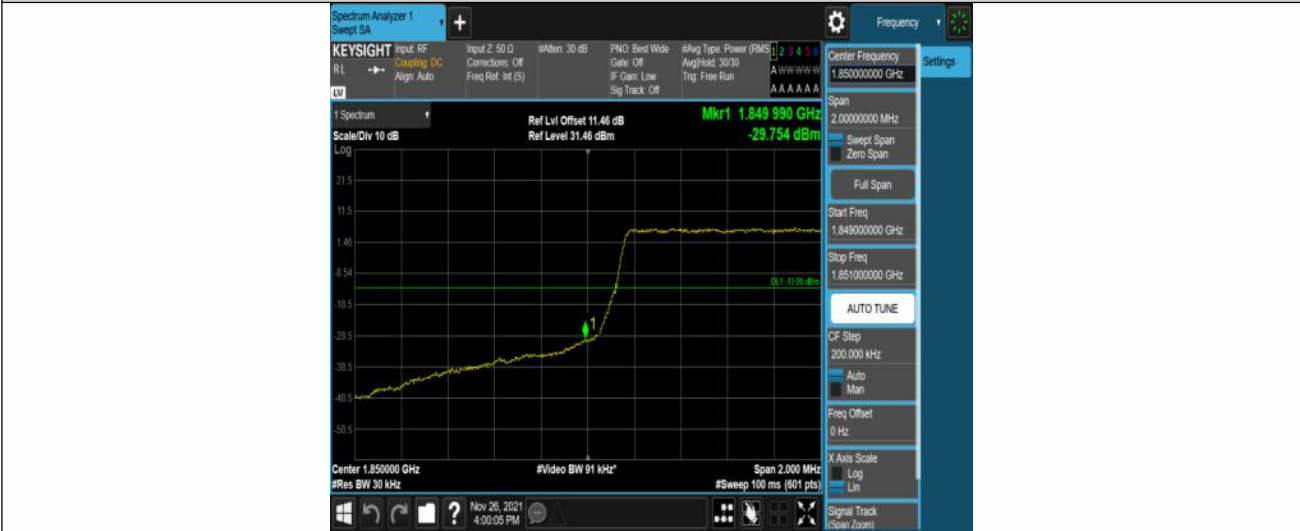 Spectrum Analyzer 1
Swept SA
+
Frequency
KEYSIGHT
RL
Input: RF
Coupling: DC
Align: Auto
Input Z: 50 Ω
Corrections: Off
Freq Ref: Int (S)
#Atten: 30 dB
PNO: Best Wide
Gate: Off
IF Gain: Low
Sig Track: Off
#Avg Type: Power (RMS
Avg|Hold: 30/30
Trig: Free Run
1 2 3 4 5 6
A W W W W W
A A A A A A
1 Spectrum
Scale/Div 10 dB
Log
Ref Lvl Offset 11.46 dB
Ref Level 31.46 dBm
Mkr1 1.849 990 GHz
-29.754 dBm
21.5
11.5
1.46
-8.54
-18.5
-28.5
-38.5
-48.5
-58.5
DL1 -13.00 dBm
1
Center 1.850000 GHz
#Res BW 30 kHz
#Video BW 91 kHz*
Span 2.000 MHz
#Sweep 100 ms (601 pts)
Center Frequency
1.850000000 GHz
Settings
Span
2.00000000 MHz
Swept Span
Zero Span
Full Span
Start Freq
1.849000000 GHz
Stop Freq
1.851000000 GHz
AUTO TUNE
CF Step
200.000 kHz
Auto
Man
Freq Offset
0 Hz
X Axis Scale
Log
Lin
Signal Track
(Span Zoom)
?
Nov 26, 2021
4:00:05 PM